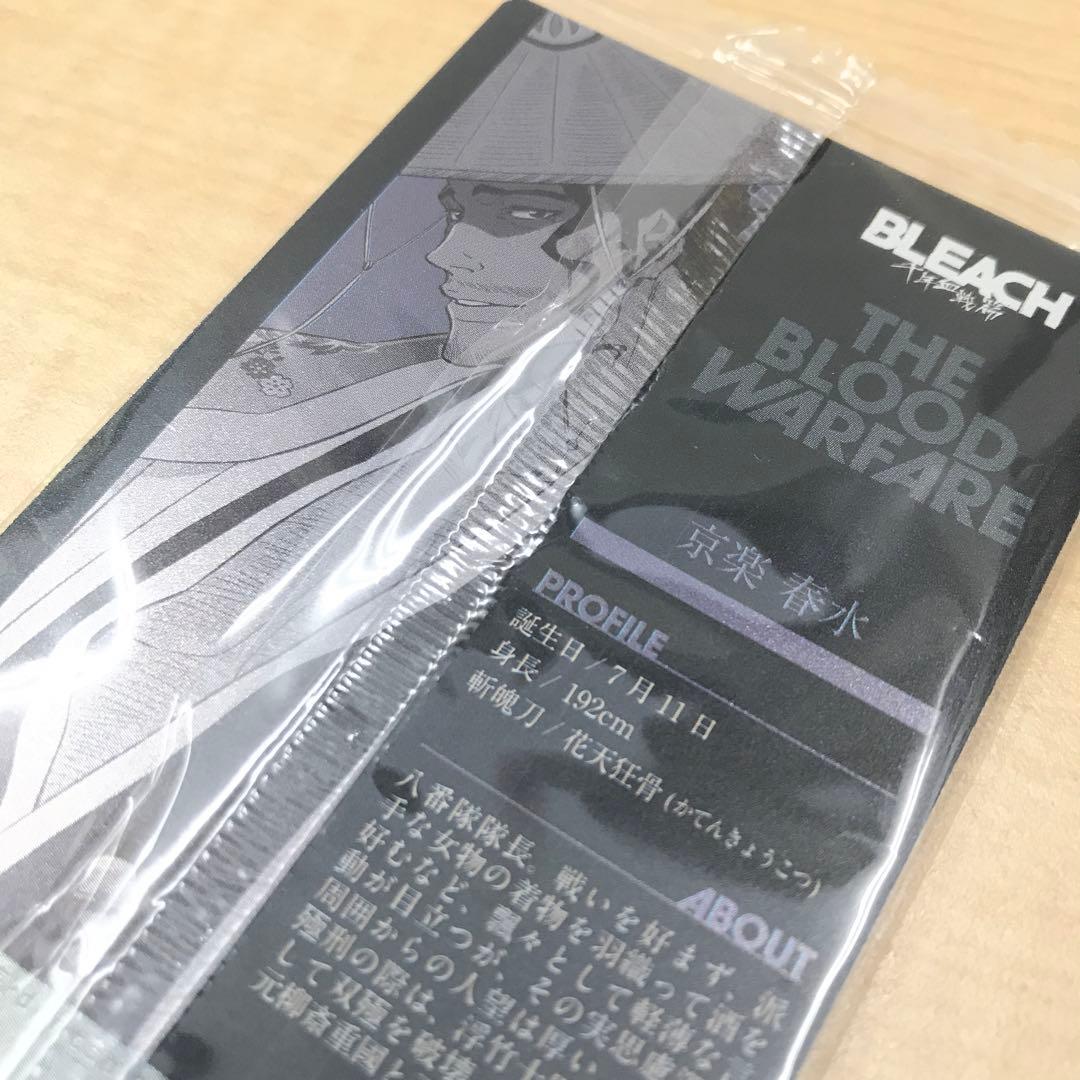 BLEACH
千年血戦篇
THE
BLOOD
WARFARE
京楽 春水
PROFILE
誕生日 / 7月11日
身長 / 192cm
斬魄刀 / 花天狂骨 (かてんきょうこつ)
ABOUT
八番隊隊長。戦いを好まず、派
手な女物の着物を羽織って酒を
好むなど、飄々として軽薄な
動が目立つが、その実思慮
周囲からの人望は厚い
殛刑の際は、浮竹十
して双殛を破壊
元柳斎重國と